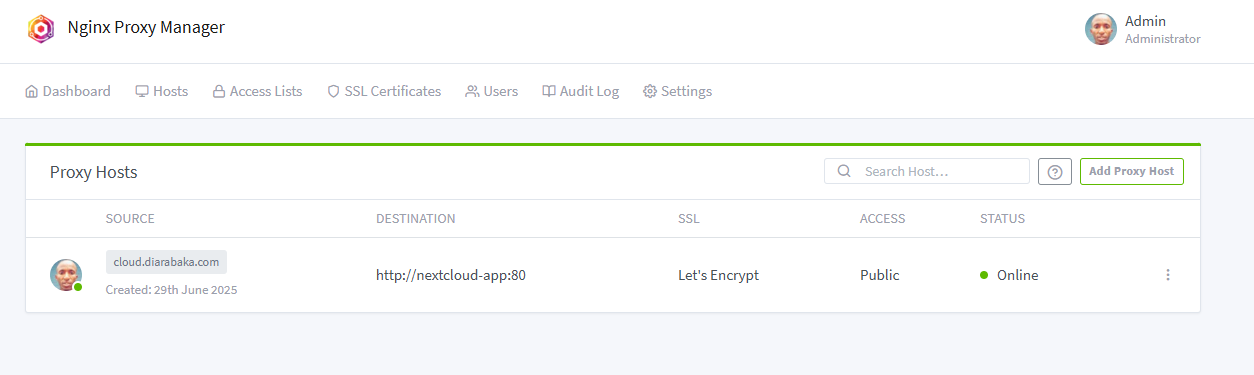 Nginx Proxy Manager
Admin
Administrator
Dashboard Hosts Access Lists SSL Certificates Users Audit Log Settings
Proxy Hosts
Search Host...
Add Proxy Host
SOURCE DESTINATION SSL ACCESS STATUS
cloud.diarabaka.com
http://nextcloud-app:80 Let's Encrypt Public Online
Created: 29th June 2025